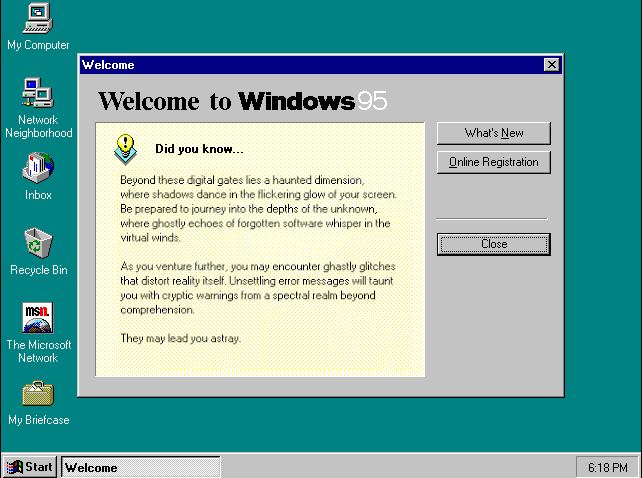 My Computer
Network
Neighborhood
Inbox
Recycle Bin
msn.
The Microsoft
Network
My Briefcase
Welcome
Welcome to Windows 95
Did you know...
Beyond these digital gates lies a haunted dimension,
where shadows dance in the flickering glow of your screen.
Be prepared to journey into the depths of the unknown,
where ghostly echoes of forgotten software whisper in the
virtual winds.
As you venture further, you may encounter ghastly glitches
that distort reality itself. Unsettling error messages will taunt
you with cryptic warnings from a spectral realm beyond
comprehension.
They may lead you astray.
What's New
Online Registration
Close
Start
Welcome
6:18 PM